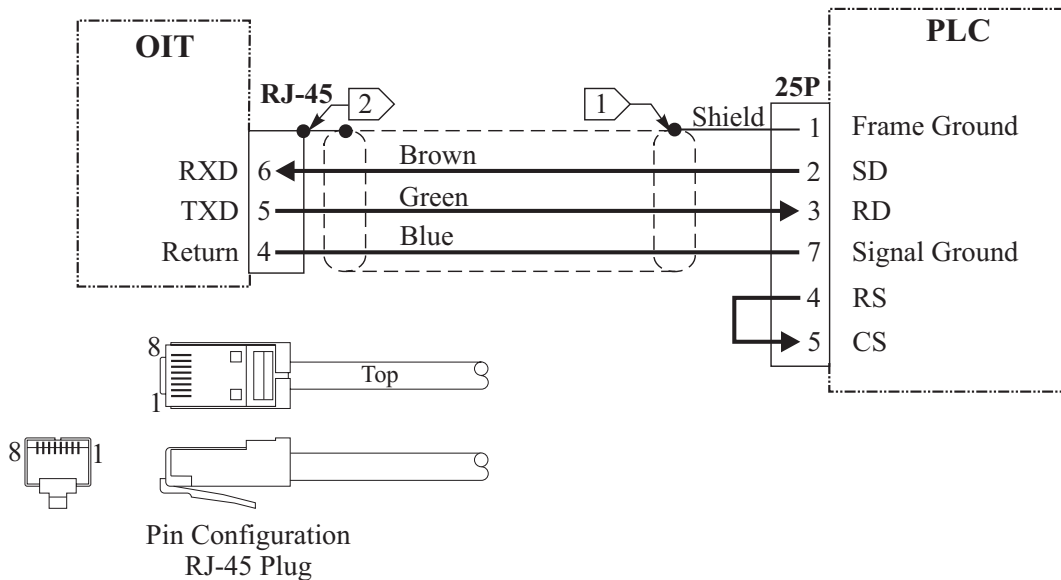 OIT
PLC
RJ-45
2
1
25P
Shield
1 Frame Ground
RXD 6 Brown 2 SD
TXD 5 Green 3 RD
Return 4 Blue 7 Signal Ground
4 RS
5 CS
8
Top
1
8 1
Pin Configuration
RJ-45 Plug